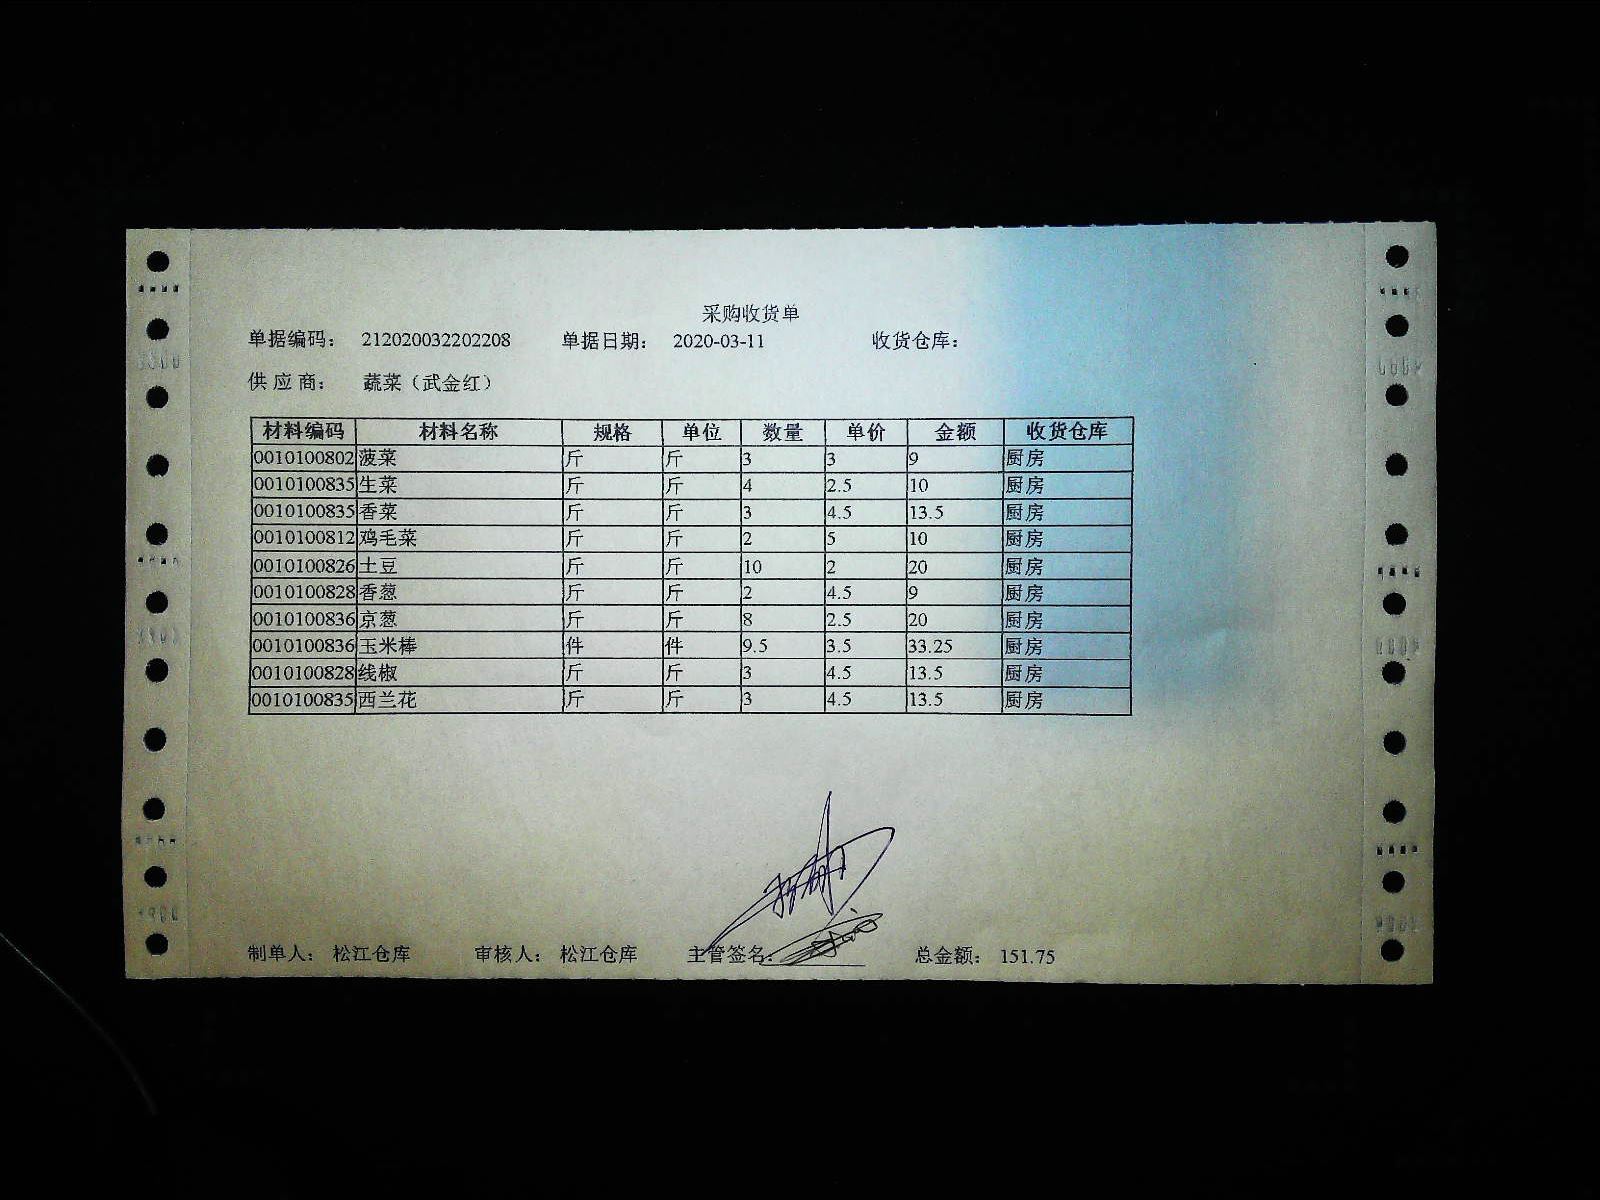 采购收货单
单据编码： 212020032202208 单据日期： 2020-03-11 收货仓库：
供 应 商： 蔬菜（武金红）
材料编码 材料名称 规格 单位 数量 单价 金额 收货仓库
0010100802 菠菜 斤 斤 3 3 9 厨房
0010100835 生菜 斤 斤 4 2.5 10 厨房
0010100835 香菜 斤 斤 3 4.5 13.5 厨房
0010100812 鸡毛菜 斤 斤 2 5 10 厨房
0010100826 土豆 斤 斤 10 2 20 厨房
0010100828 香葱 斤 斤 2 4.5 9 厨房
0010100836 京葱 斤 斤 8 2.5 20 厨房
0010100836 玉米棒 件 件 9.5 3.5 33.25 厨房
0010100828 线椒 斤 斤 3 4.5 13.5 厨房
0010100835 西兰花 斤 斤 3 4.5 13.5 厨房
制单人： 松江仓库 审核人： 松江仓库 主管签名： 总金额： 151.75